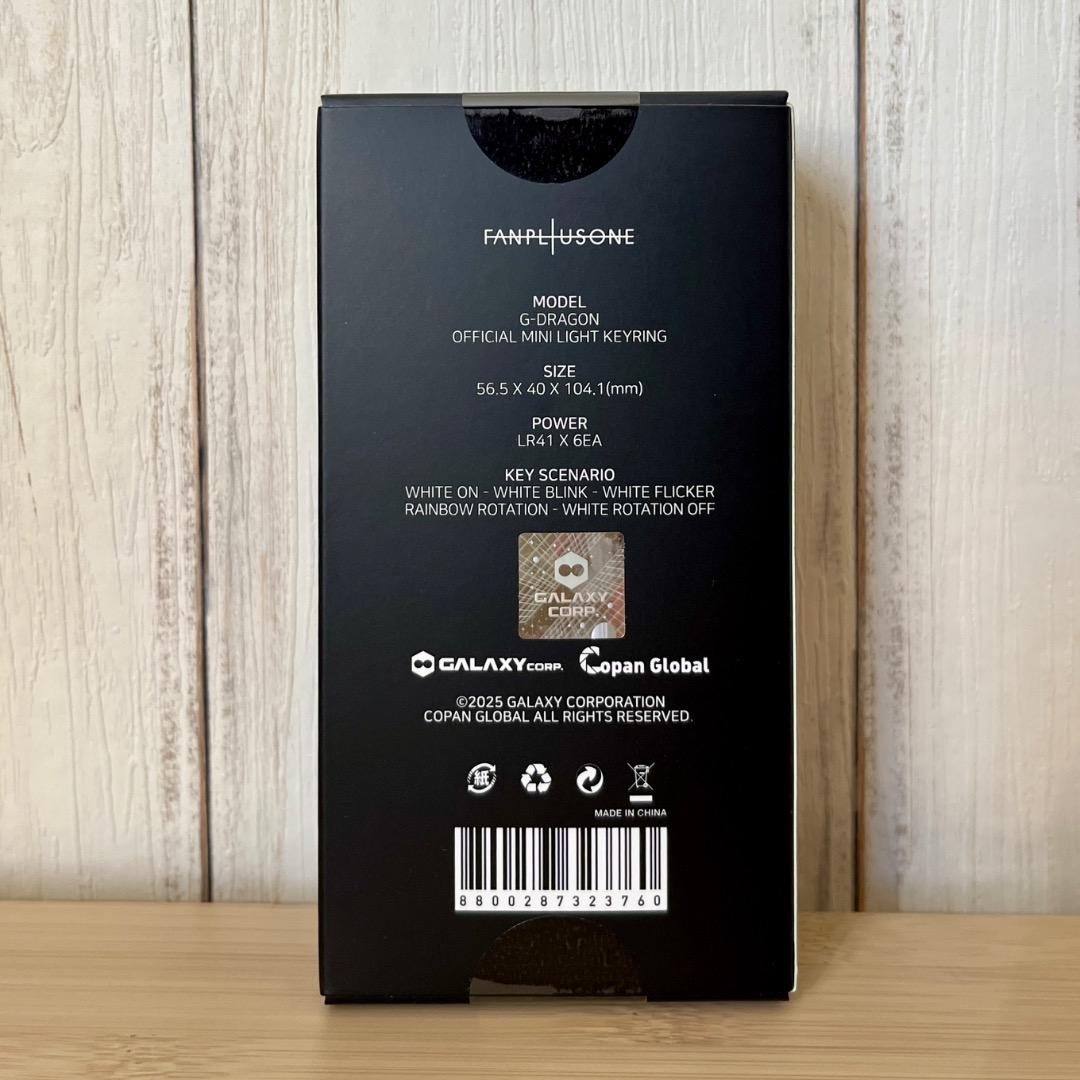 FANPLUSONE
MODEL
G-DRAGON
OFFICIAL MINI LIGHT KEYRING
SIZE
56.5 X 40 X 104.1(mm)
POWER
LR41 X 6EA
KEY SCENARIO
WHITE ON - WHITE BLINK - WHITE FLICKER
RAINBOW ROTATION - WHITE ROTATION OFF
GALAXY
CORP.
GALAXY CORP. Copan Global
©2025 GALAXY CORPORATION
COPAN GLOBAL ALL RIGHTS RESERVED.
紙
MADE IN CHINA
8800287323760